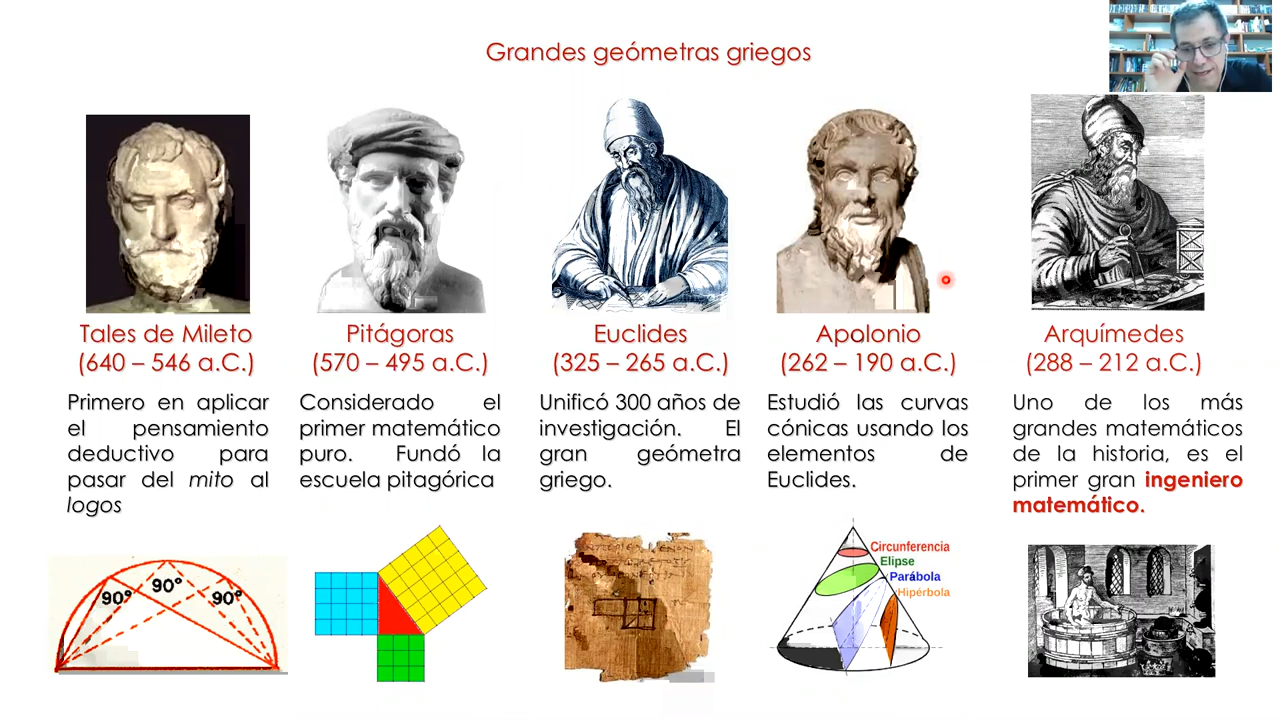 Grandes geómetras griegos
Tales de Mileto
(640 – 546 a.C.)
Primero en aplicar
el pensamiento
deductivo para
pasar del mito al
logos
90°
90°
90°
Pitágoras
(570 – 495 a.C.)
Considerado el
primer matemático
puro. Fundó la
escuela pitagórica
Euclides
(325 – 265 a.C.)
Unificó 300 años de
investigación. El
gran geómetra
griego.
Apolonio
(262 – 190 a.C.)
Estudió las curvas
cónicas usando los
elementos de
Euclides.
Circunferencia
Elipse
Parábola
Hipérbola
Arquímedes
(288 – 212 a.C.)
Uno de los más
grandes matemáticos
de la historia, es el
primer gran ingeniero
matemático.